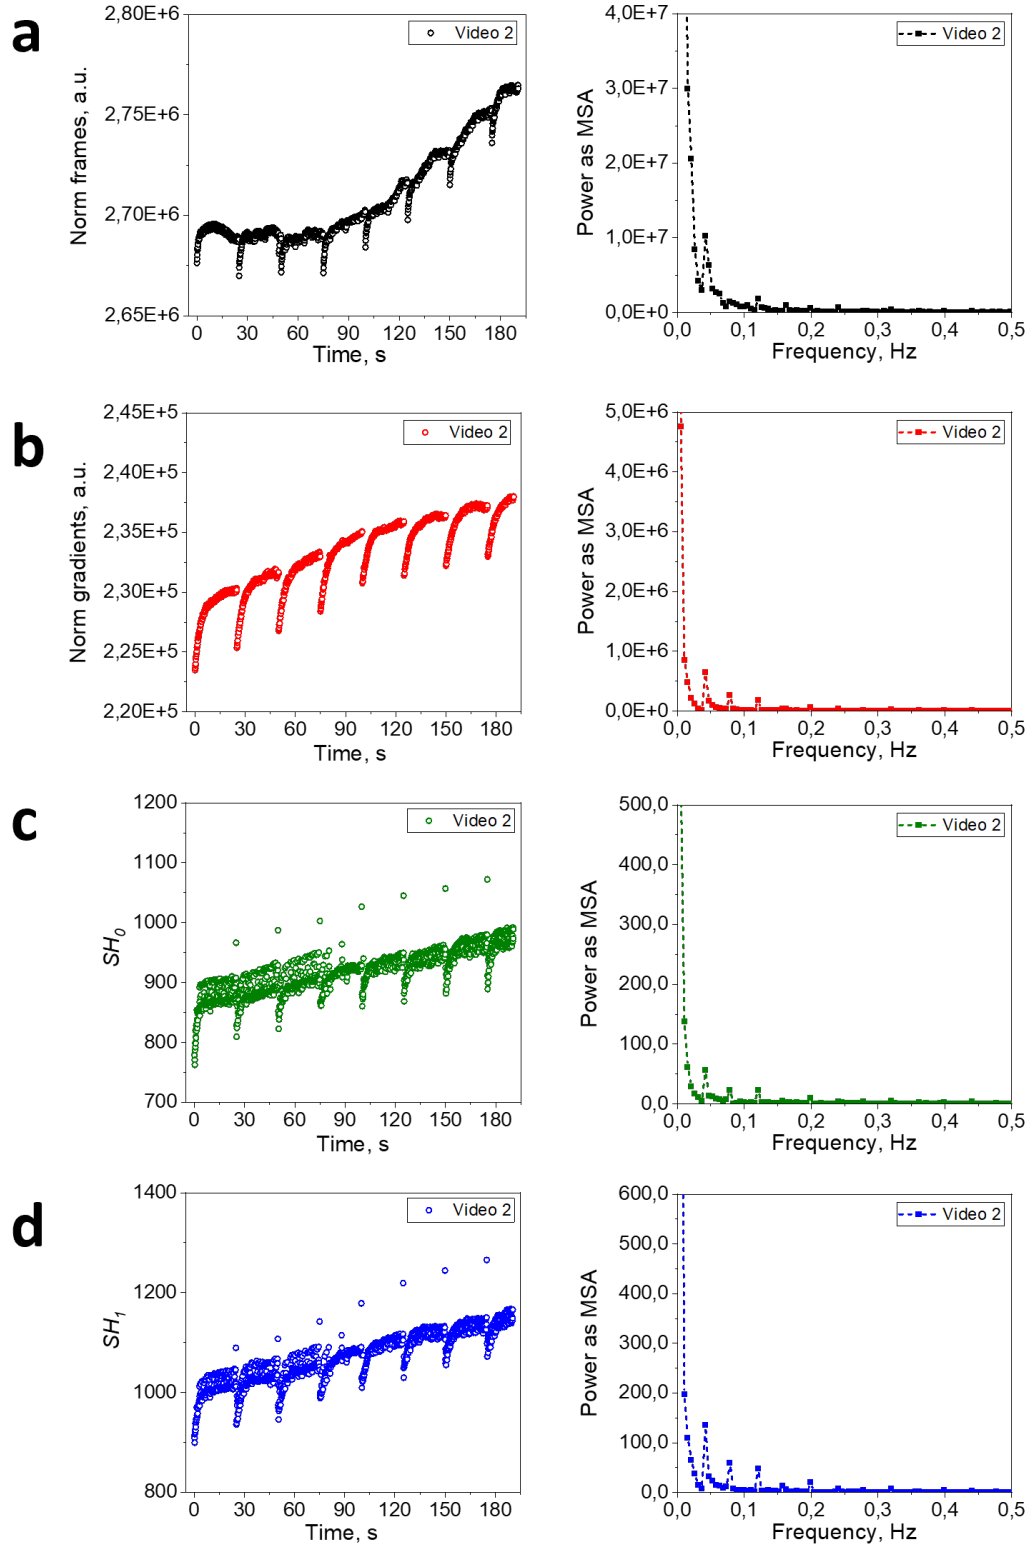 a
2,80E+6
2,75E+6
2,70E+6
2,65E+6
Norm frames, a.u.
Video 2
0 30 60 90 120 150 180
Time, s
4,0E+7
3,0E+7
2,0E+7
1,0E+7
0,0E+0
Power as MSA
Video 2
0,0 0,1 0,2 0,3 0,4 0,5
Frequency, Hz
b
2,45E+5
2,40E+5
2,35E+5
2,30E+5
2,25E+5
2,20E+5
Norm gradients, a.u.
Video 2
0 30 60 90 120 150 180
Time, s
5,0E+6
4,0E+6
3,0E+6
2,0E+6
1,0E+6
0,0E+0
Power as MSA
Video 2
0,0 0,1 0,2 0,3 0,4 0,5
Frequency, Hz
c
1200
1100
1000
900
800
700
SH0
Video 2
0 30 60 90 120 150 180
Time, s
500,0
400,0
300,0
200,0
100,0
0,0
Power as MSA
Video 2
0,0 0,1 0,2 0,3 0,4 0,5
Frequency, Hz
d
1400
1200
1000
800
SH1
Video 2
0 30 60 90 120 150 180
Time, s
600,0
500,0
400,0
300,0
200,0
100,0
0,0
Power as MSA
Video 2
0,0 0,1 0,2 0,3 0,4 0,5
Frequency, Hz